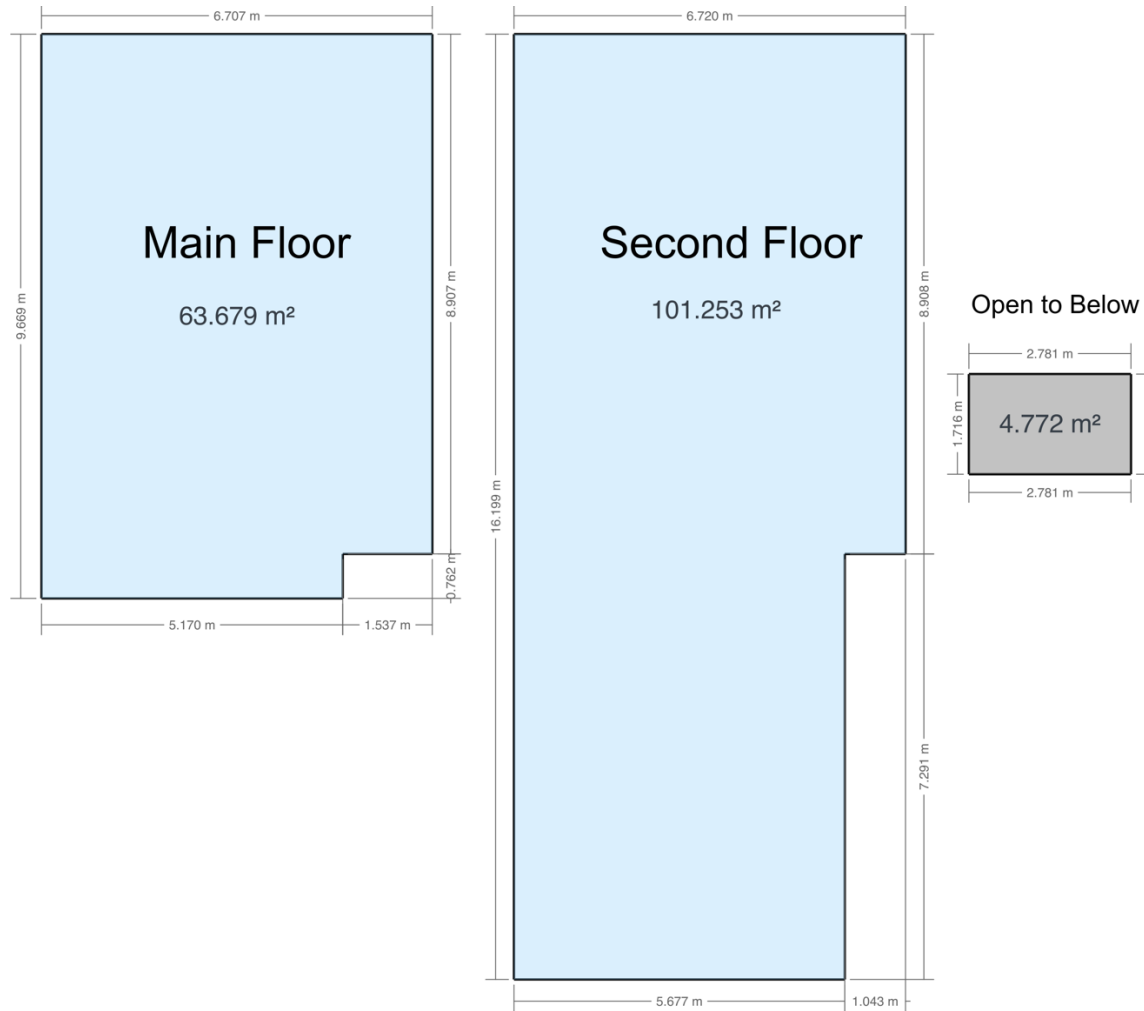 6.707 m
9.669 m
Main Floor
63.679 m²
8.907 m
0.762 m
5.170 m
1.537 m
6.720 m
16.199 m
Second Floor
101.253 m²
8.908 m
7.291 m
5.677 m
1.043 m
Open to Below
2.781 m
1.716 m
4.772 m²
2.781 m